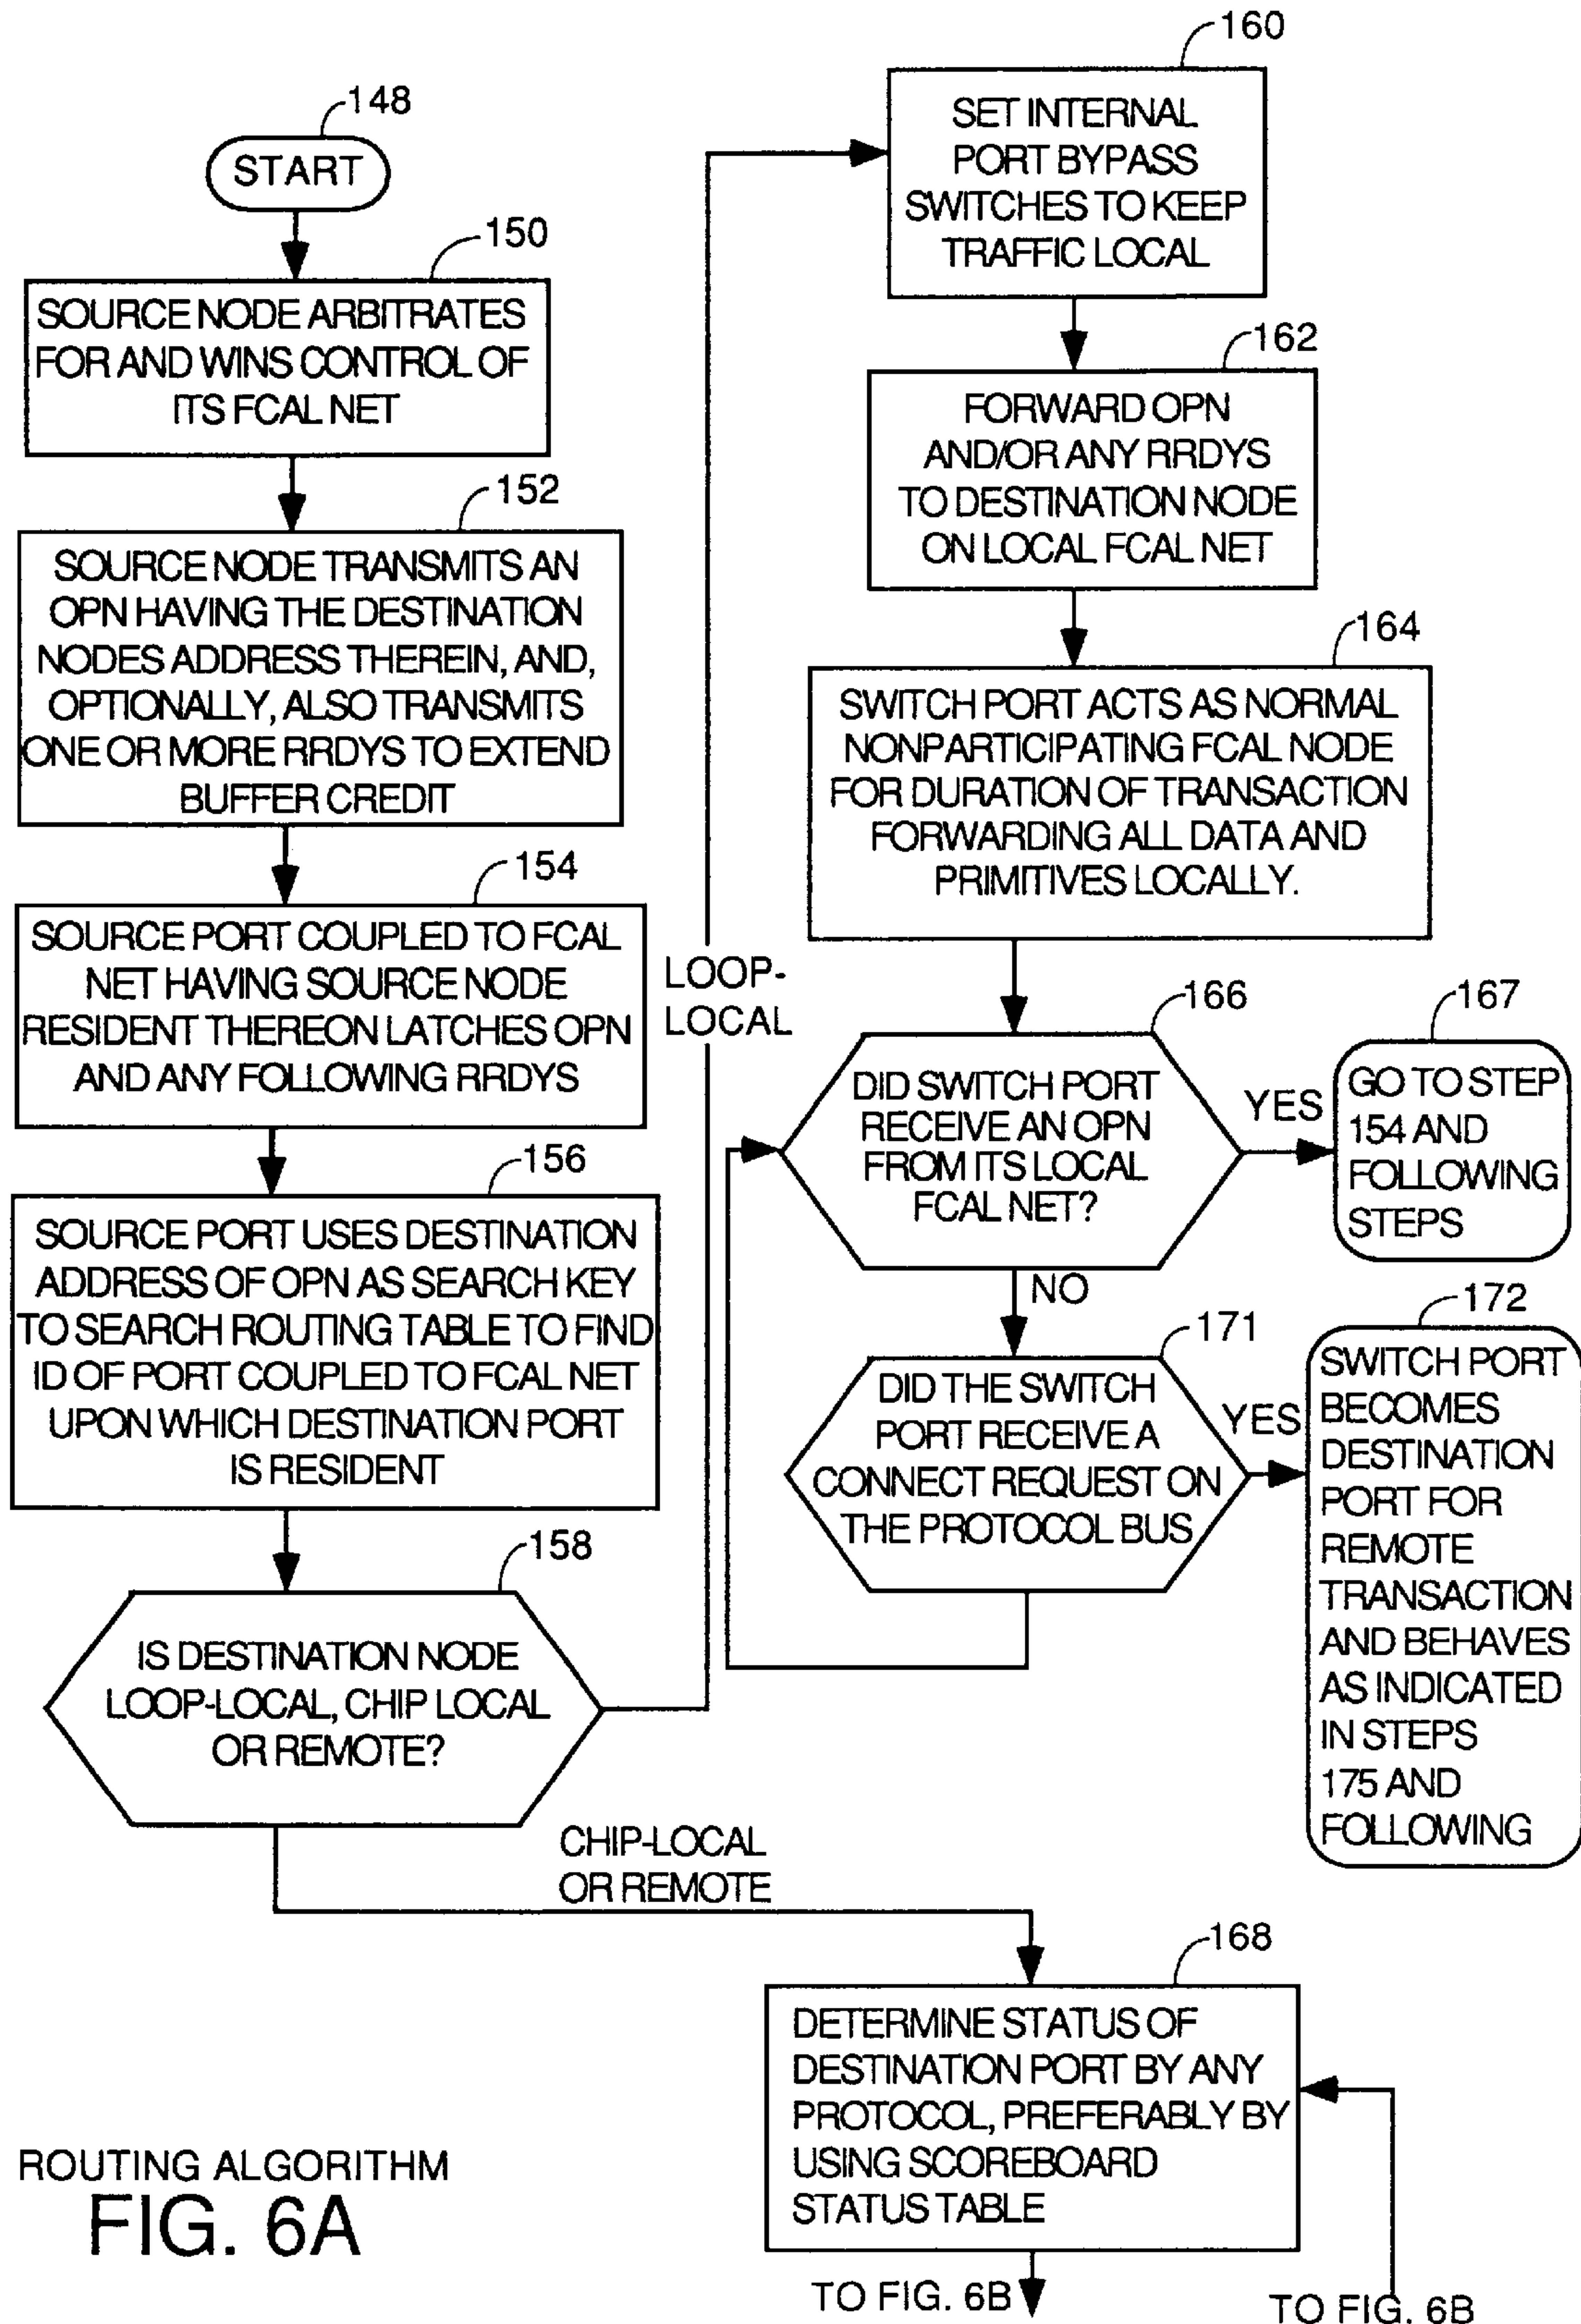 148
START
150
SOURCE NODE ARBITRATES
FOR AND WINS CONTROL OF
ITS FCAL NET
152
SOURCE NODE TRANSMITS AN
OPN HAVING THE DESTINATION
NODES ADDRESS THEREIN, AND,
OPTIONALLY, ALSO TRANSMITS
ONE OR MORE RRDYS TO EXTEND
BUFFER CREDIT
154
SOURCE PORT COUPLED TO FCAL
NET HAVING SOURCE NODE
RESIDENT THEREON LATCHES OPN
AND ANY FOLLOWING RRDYS
156
SOURCE PORT USES DESTINATION
ADDRESS OF OPN AS SEARCH KEY
TO SEARCH ROUTING TABLE TO FIND
ID OF PORT COUPLED TO FCAL NET
UPON WHICH DESTINATION PORT
IS RESIDENT
158
IS DESTINATION NODE
LOOP-LOCAL, CHIP LOCAL
OR REMOTE?
LOOP-
LOCAL
160
SET INTERNAL
PORT BYPASS
SWITCHES TO KEEP
TRAFFIC LOCAL
162
FORWARD OPN
AND/OR ANY RRDYS
TO DESTINATION NODE
ON LOCAL FCAL NET
164
SWITCH PORT ACTS AS NORMAL
NONPARTICIPATING FCAL NODE
FOR DURATION OF TRANSACTION
FORWARDING ALL DATA AND
PRIMITIVES LOCALLY.
166
DID SWITCH PORT
RECEIVE AN OPN
FROM ITS LOCAL
FCAL NET?
YES
167
GO TO STEP
154 AND
FOLLOWING
STEPS
NO
171
DID THE SWITCH
PORT RECEIVE A
CONNECT REQUEST ON
THE PROTOCOL BUS
YES
172
SWITCH PORT
BECOMES
DESTINATION
PORT FOR
REMOTE
TRANSACTION
AND BEHAVES
AS INDICATED
IN STEPS
175 AND
FOLLOWING
CHIP-LOCAL
OR REMOTE
168
DETERMINE STATUS OF
DESTINATION PORT BY ANY
PROTOCOL, PREFERABLY BY
USING SCOREBOARD
STATUS TABLE
TO FIG. 6B
TO FIG. 6B
ROUTING ALGORITHM
FIG. 6A